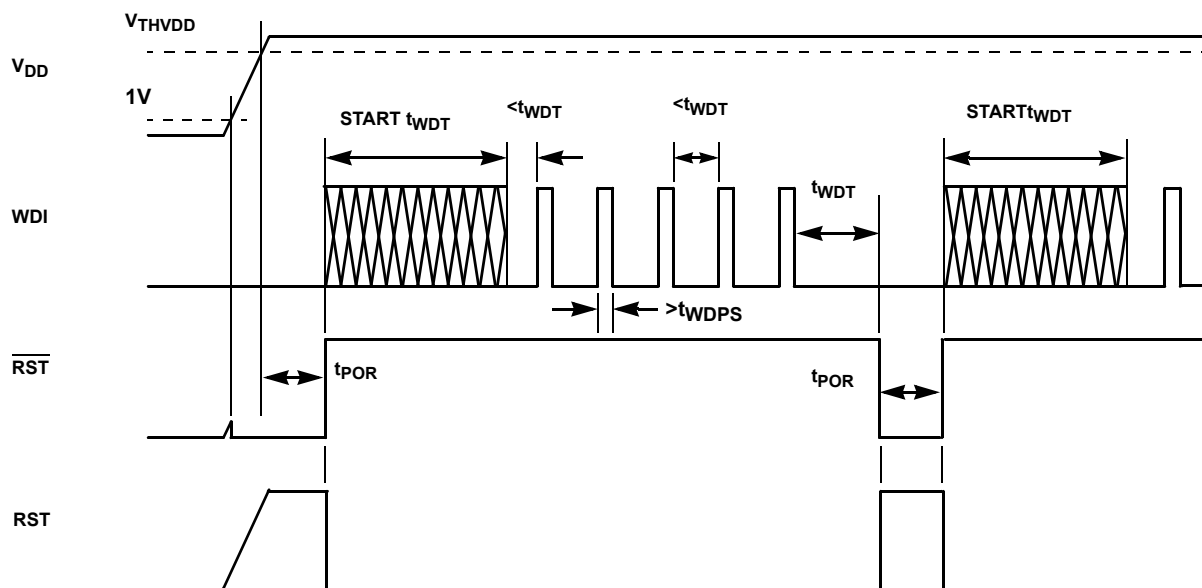 VTHVDD
VDD
1V
START tWDT
<tWDT
<tWDT
STARTtWDT
WDI
tWDT
>tWDPS
RST
tPOR
tPOR
RST